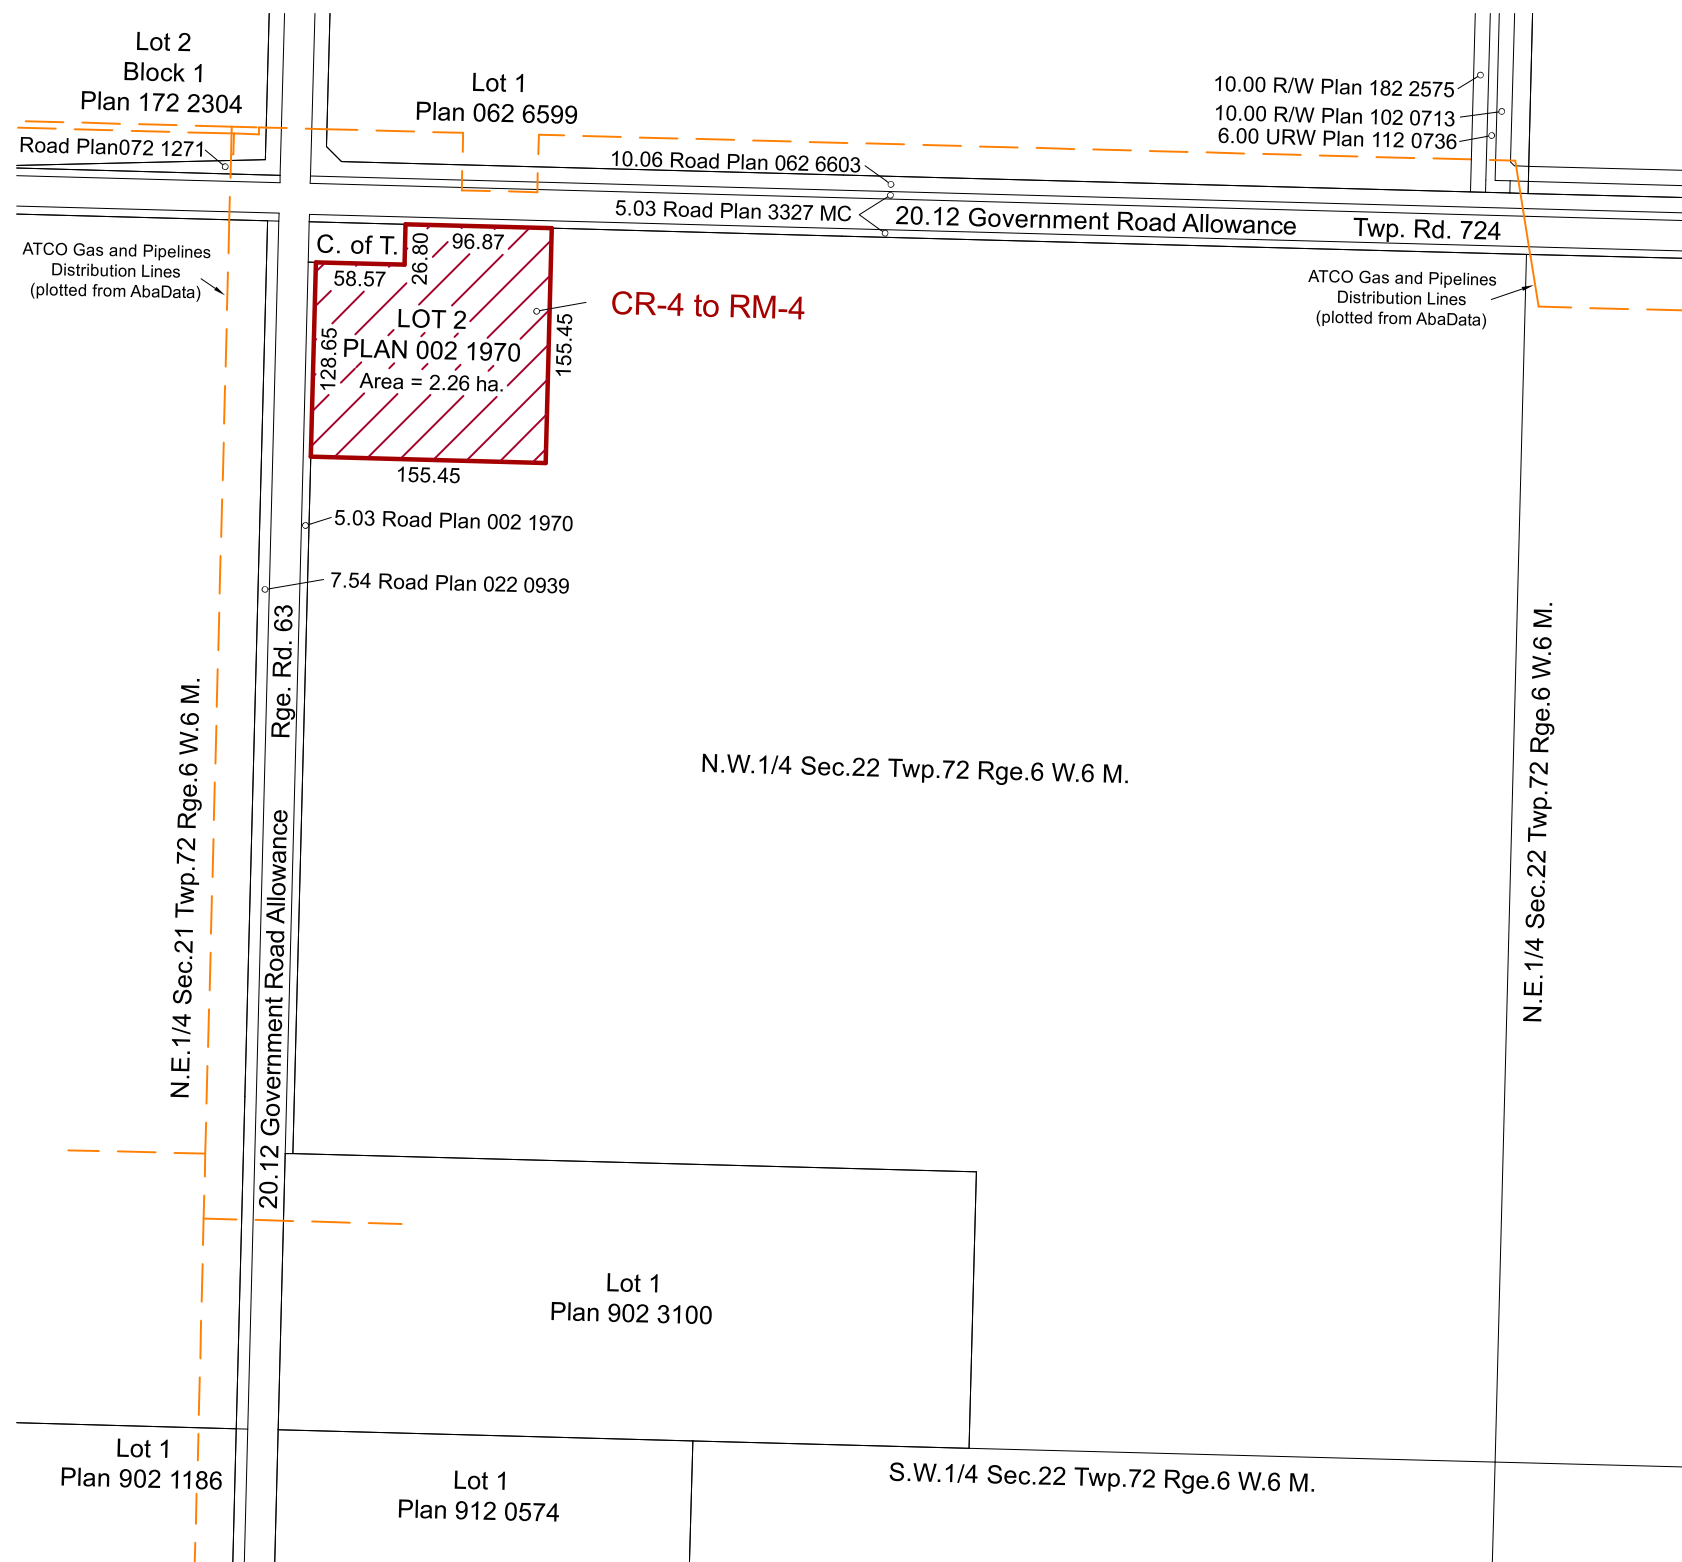 Lot 2
Block 1
Plan 172 2304
Lot 1
Plan 062 6599
10.00 R/W Plan 182 2575
10.00 R/W Plan 102 0713
6.00 URW Plan 112 0736
Road Plan072 1271
10.06 Road Plan 062 6603
5.03 Road Plan 3327 MC
20.12 Government Road Allowance
Twp. Rd. 724
ATCO Gas and Pipelines
Distribution Lines
(plotted from AbaData)
C. of T.
26.80
96.87
58.57
LOT 2
PLAN 002 1970
Area = 2.26 ha.
128.65
155.45
155.45
CR-4 to RM-4
ATCO Gas and Pipelines
Distribution Lines
(plotted from AbaData)
5.03 Road Plan 002 1970
7.54 Road Plan 022 0939
Rge. Rd. 63
20.12 Government Road Allowance
N.E.1/4 Sec.21 Twp.72 Rge.6 W.6 M.
N.W.1/4 Sec.22 Twp.72 Rge.6 W.6 M.
N.E.1/4 Sec.22 Twp.72 Rge.6 W.6 M.
Lot 1
Plan 902 3100
Lot 1
Plan 902 1186
Lot 1
Plan 912 0574
S.W.1/4 Sec.22 Twp.72 Rge.6 W.6 M.